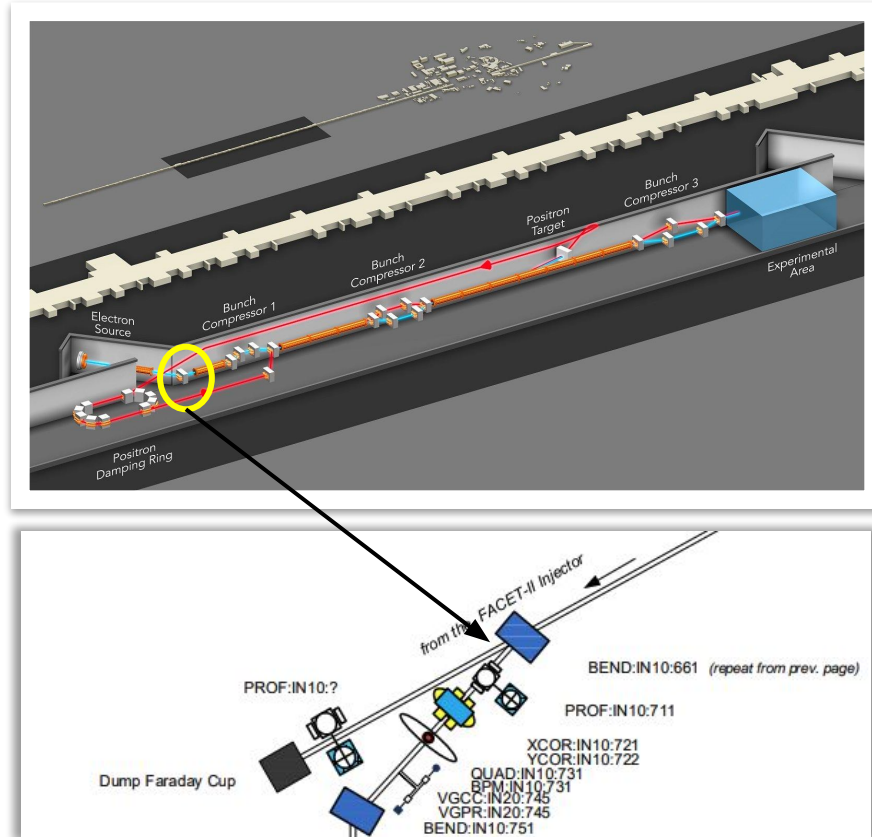 Electron
Source
Bunch
Compressor 1
Bunch
Compressor 2
Positron
Target
Bunch
Compressor 3
Experimental
Area
Positron
Damping Ring
from the FACET-II Injector
BEND:IN10:661 (repeat from prev. page)
PROF:IN10:?
PROF:IN10:711
XCOR:IN10:721
YCOR:IN10:722
QUAD:IN10:731
BPM:IN10:731
VGCC:IN20:745
VGPR:IN20:745
BEND:IN10:751
Dump Faraday Cup